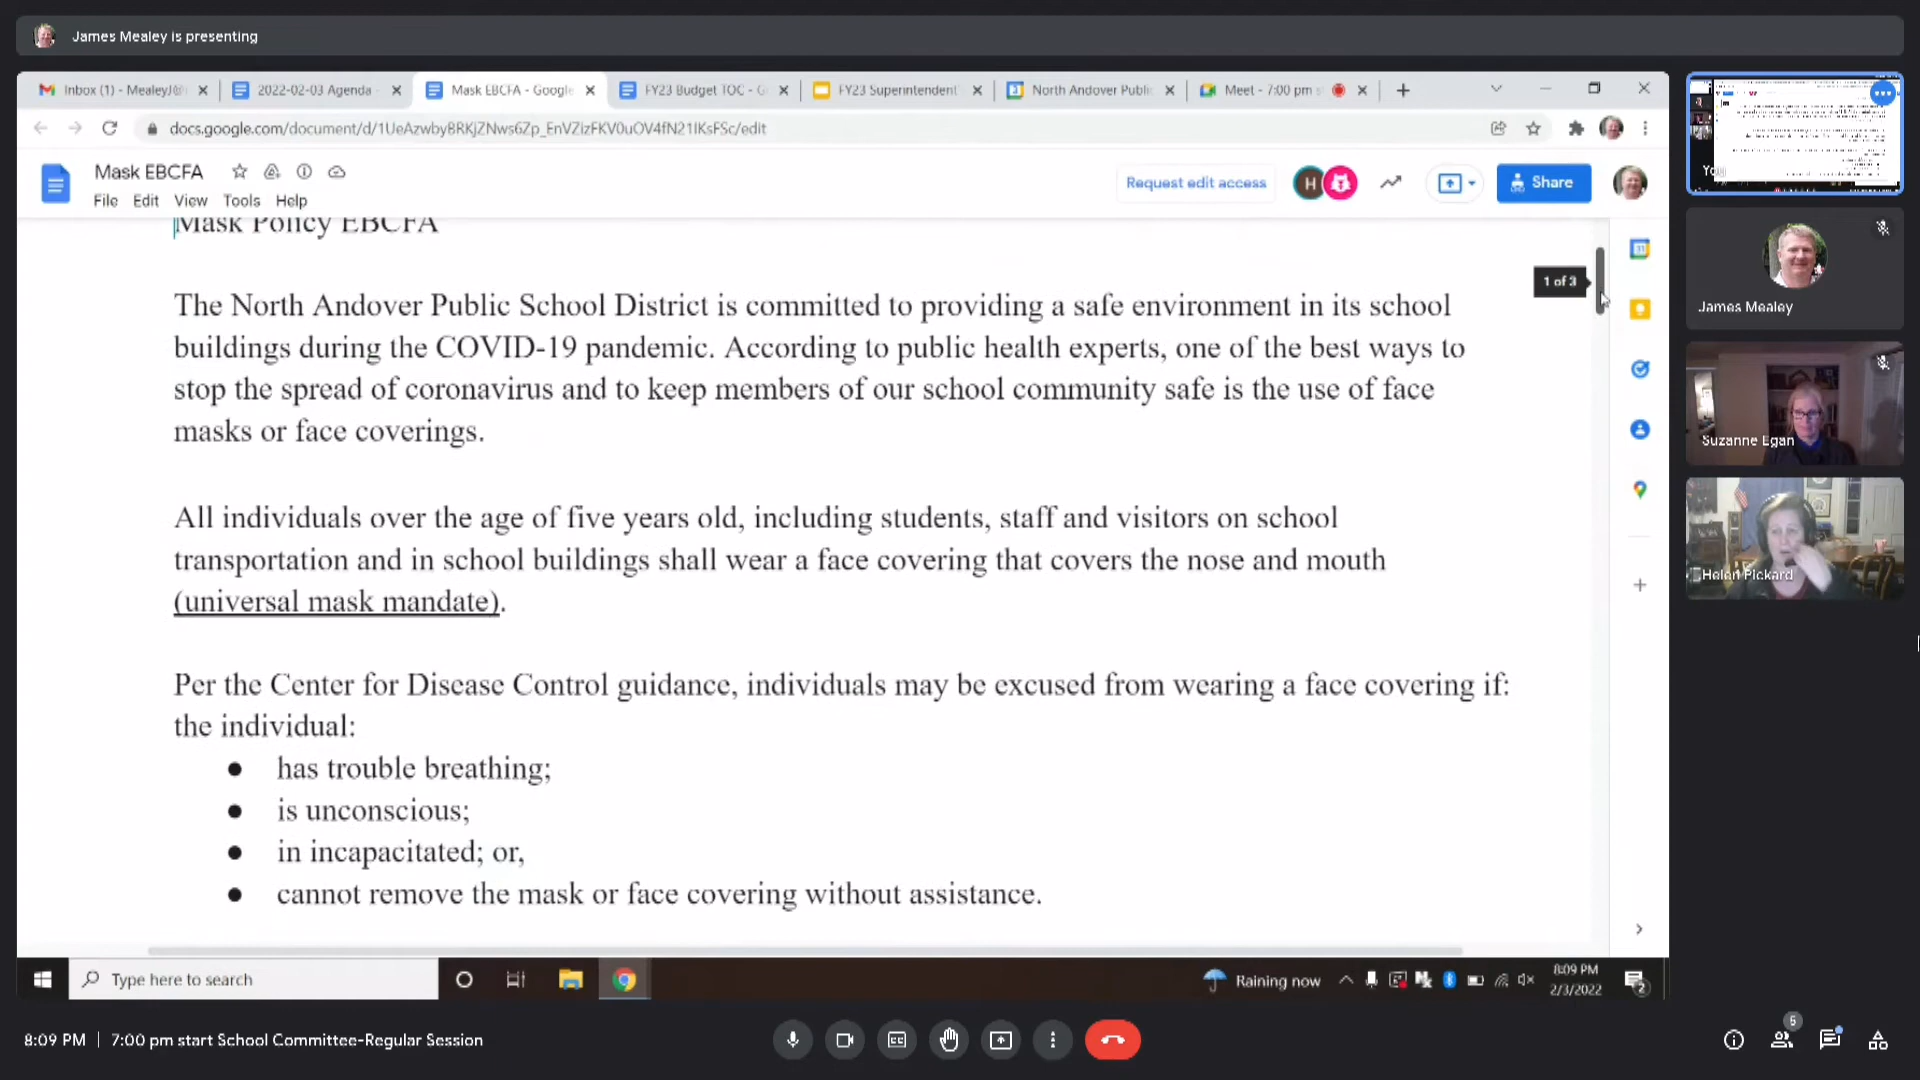 James Mealey is presenting
Inbox (1) - MealeyJ@
2022-02-03 Agenda
Mask EBCFA - Google
FY23 Budget TOC - G
FY23 Superintendent
North Andover Public
Meet - 7:00 pm s
docs.google.com/document/d/
Mask EBCFA
File Edit View Tools Help
Request edit access
H
Share
Mask Policy EBCFA
The North Andover Public School District is committed to providing a safe environment in its school
buildings during the COVID-19 pandemic. According to public health experts, one of the best ways to
stop the spread of coronavirus and to keep members of our school community safe is the use of face
masks or face coverings.
All individuals over the age of five years old, including students, staff and visitors on school
transportation and in school buildings shall wear a face covering that covers the nose and mouth
(universal mask mandate).
Per the Center for Disease Control guidance, individuals may be excused from wearing a face covering if:
the individual:
● has trouble breathing;
● is unconscious;
● in incapacitated; or,
● cannot remove the mask or face covering without assistance.
1 of 3
You
James Mealey
Suzanne Egan
Helen Pickard
Type here to search
Raining now
8:09 PM
2/3/2022
2
8:09 PM | 7:00 pm start School Committee-Regular Session